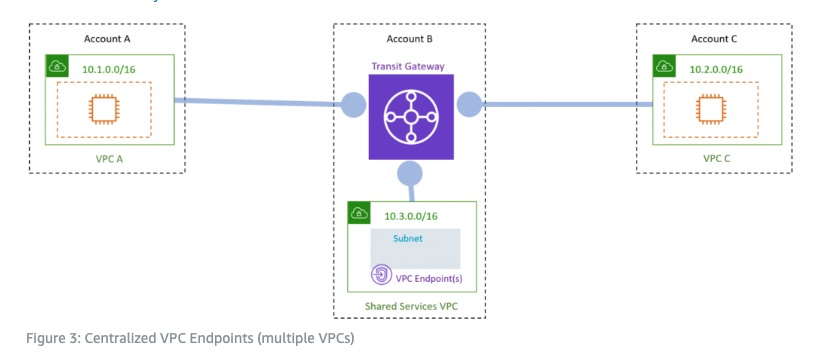 Account A
10.1.0.0/16
VPC A
Account B
Transit Gateway
10.3.0.0/16
Subnet
VPC Endpoint(s)
Shared Services VPC
Account C
10.2.0.0/16
VPC C
Figure 3: Centralized VPC Endpoints (multiple VPCs)